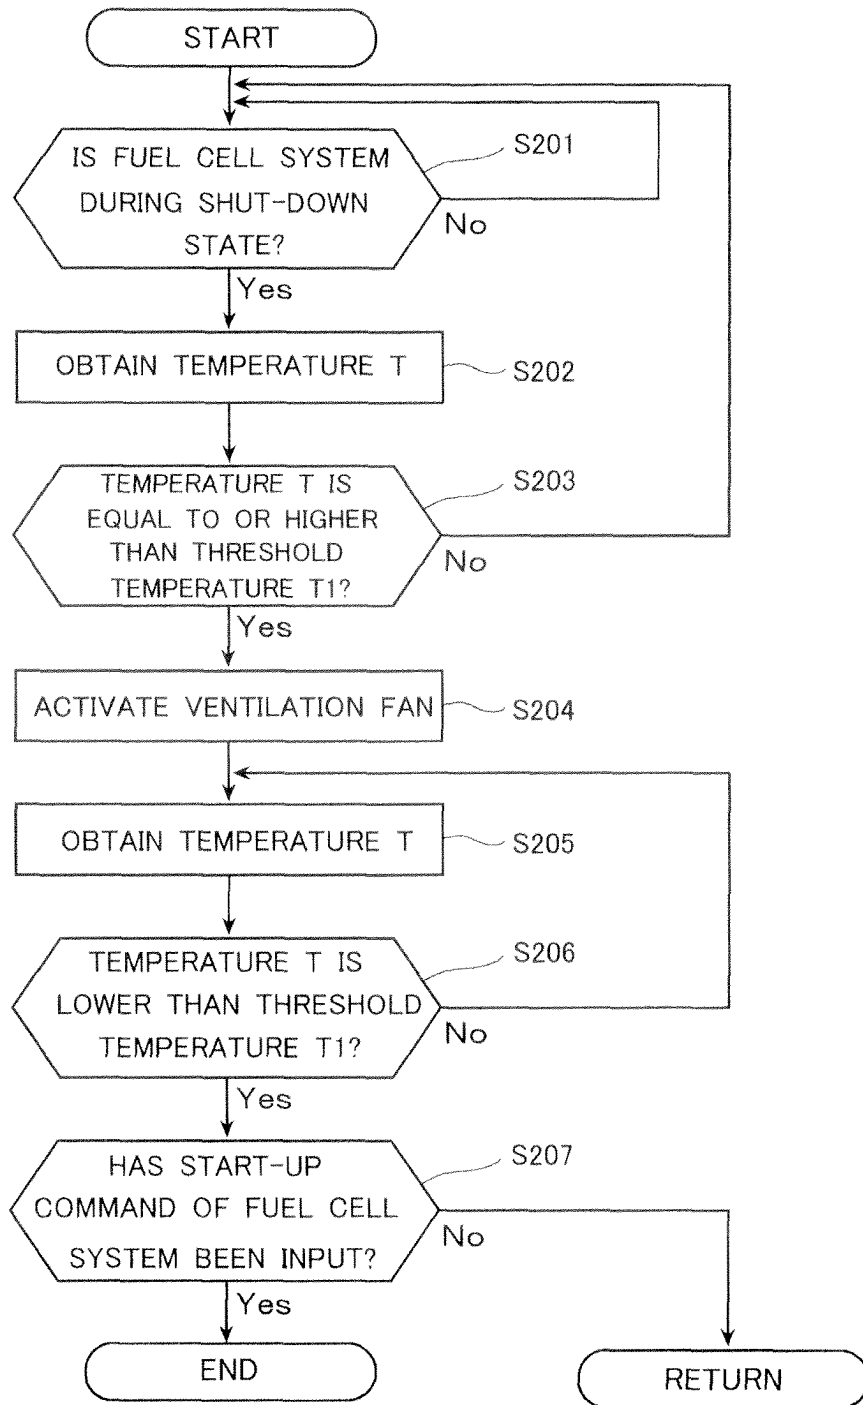 START
IS FUEL CELL SYSTEM
DURING SHUT-DOWN
STATE?
S201
No
Yes
OBTAIN TEMPERATURE T
S202
TEMPERATURE T IS
EQUAL TO OR HIGHER
THAN THRESHOLD
TEMPERATURE T1?
S203
No
Yes
ACTIVATE VENTILATION FAN
S204
OBTAIN TEMPERATURE T
S205
TEMPERATURE T IS
LOWER THAN THRESHOLD
TEMPERATURE T1?
S206
No
Yes
HAS START-UP
COMMAND OF FUEL CELL
SYSTEM BEEN INPUT?
S207
No
Yes
END
RETURN